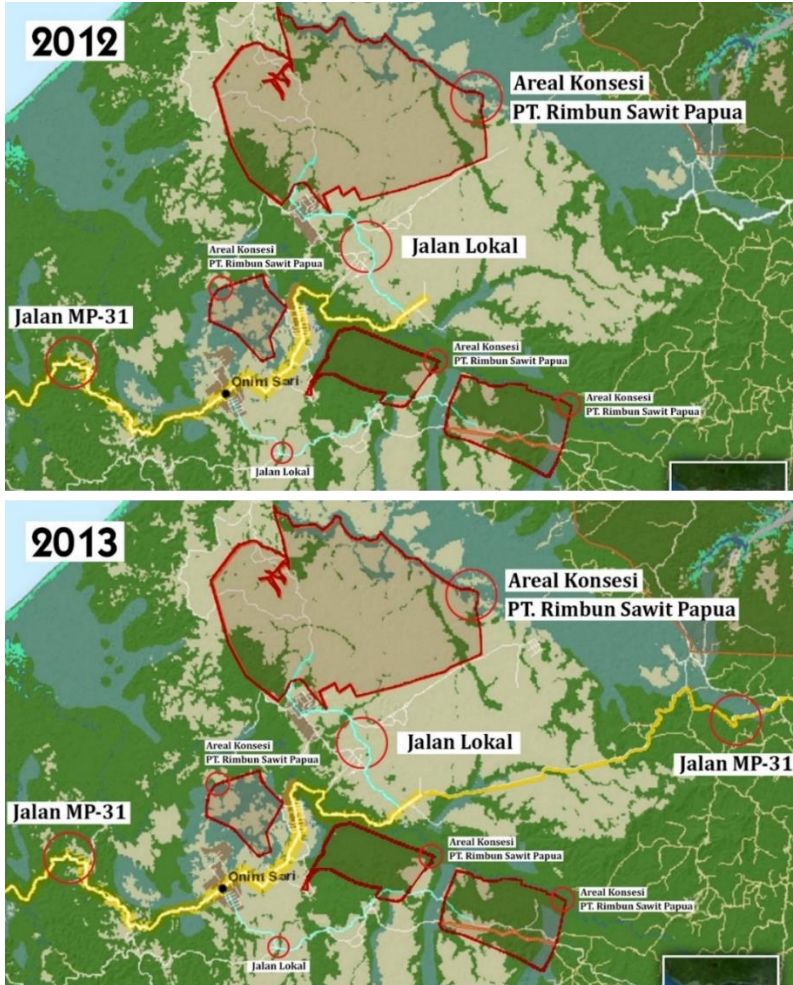 2012
Areal Konsesi
PT. Rimbun Sawit Papua
Jalan Lokal
Areal Konsesi
PT. Rimbun Sawit Papua
Jalan MP-31
Areal Konsesi
PT. Rimbun Sawit Papua
Onim Sari
Areal Konsesi
PT. Rimbun Sawit Papua
Jalan Lokal
2013
Areal Konsesi
PT. Rimbun Sawit Papua
Jalan Lokal
Areal Konsesi
PT. Rimbun Sawit Papua
Jalan MP-31
Jalan MP-31
Areal Konsesi
PT. Rimbun Sawit Papua
Onim Sari
Areal Konsesi
PT. Rimbun Sawit Papua
Jalan Lokal